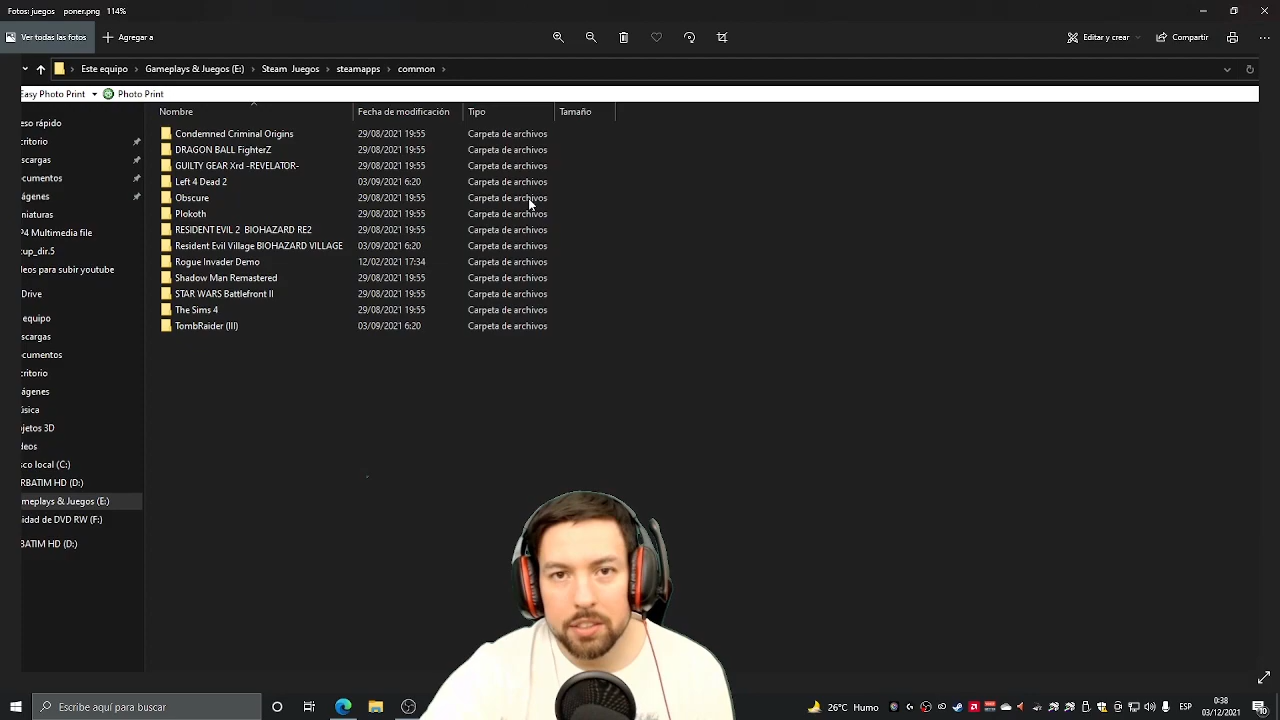 Fotos juegos poner.png 114%
Ver todas las fotos Agregar a Editar y crear Compartir
Este equipo Gameplays & Juegos (E:) Steam Juegos steamapps common
Easy Photo Print Photo Print
Nombre Fecha de modificación Tipo Tamaño
eso rápido
critorio
scargas
cumentos
ágenes
niaturas
P4 Multimedia file
cup_dir.5
deos para subir youtube
Drive
equipo
scargas
cumentos
critorio
ágenes
úsica
jetos 3D
deos
sco local (C:)
RBATIM HD (D:)
meplays & Juegos (E:)
idad de DVD RW (F:)
BATIM HD (D:)
Condemned Criminal Origins 29/08/2021 19:55 Carpeta de archivos
DRAGON BALL FighterZ 29/08/2021 19:55 Carpeta de archivos
GUILTY GEAR Xrd -REVELATOR- 29/08/2021 19:55 Carpeta de archivos
Left 4 Dead 2 03/09/2021 6:20 Carpeta de archivos
Obscure 29/08/2021 19:55 Carpeta de archivos
Plokoth 29/08/2021 19:55 Carpeta de archivos
RESIDENT EVIL 2 BIOHAZARD RE2 29/08/2021 19:55 Carpeta de archivos
Resident Evil Village BIOHAZARD VILLAGE 03/09/2021 6:20 Carpeta de archivos
Rogue Invader Demo 12/02/2021 17:34 Carpeta de archivos
Shadow Man Remastered 29/08/2021 19:55 Carpeta de archivos
STAR WARS Battlefront II 29/08/2021 19:55 Carpeta de archivos
The Sims 4 29/08/2021 19:55 Carpeta de archivos
TombRaider (III) 03/09/2021 6:20 Carpeta de archivos
Escribe aquí para buscar 26°C Humo ESP 0:38
03/12/2021